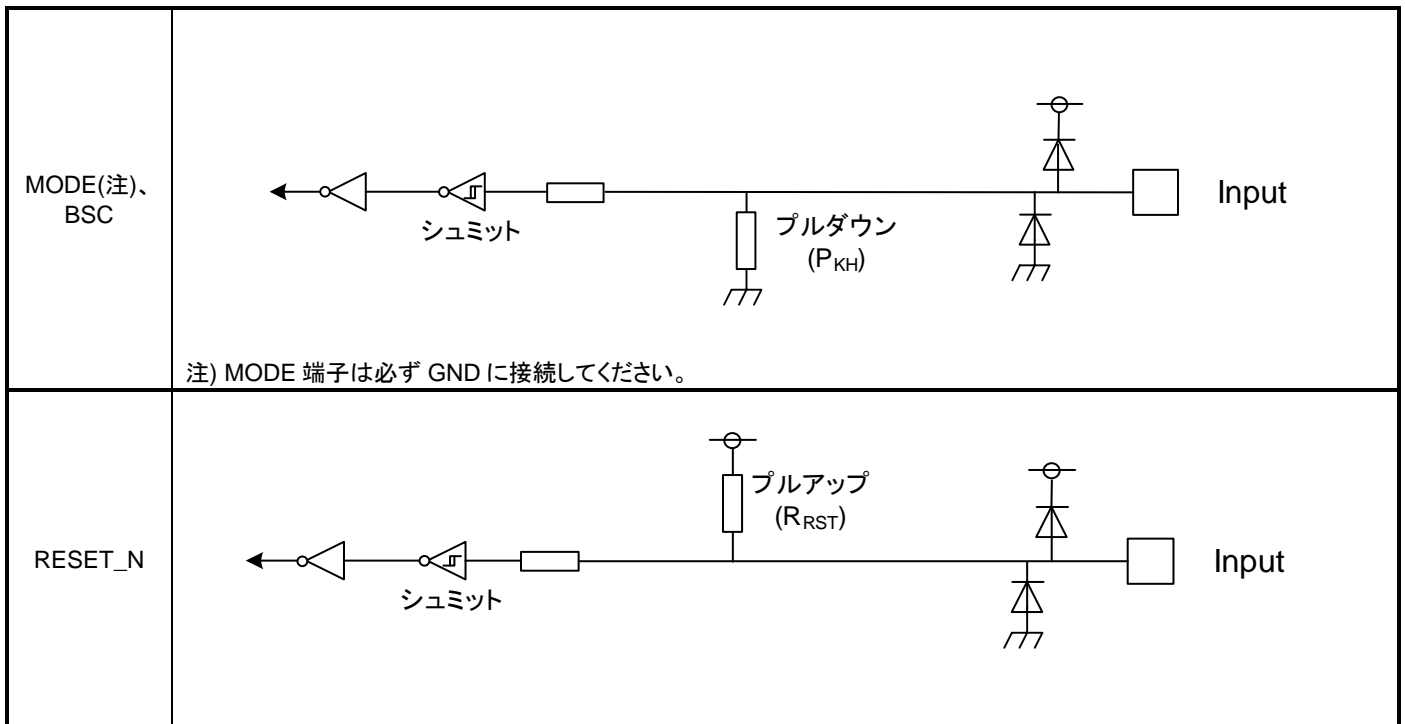 MODE(注)、
BSC
シュミット
プルダウン
(PKH)
Input
注) MODE 端子は必ず GND に接続してください。
RESET_N
シュミット
プルアップ
(RRST)
Input